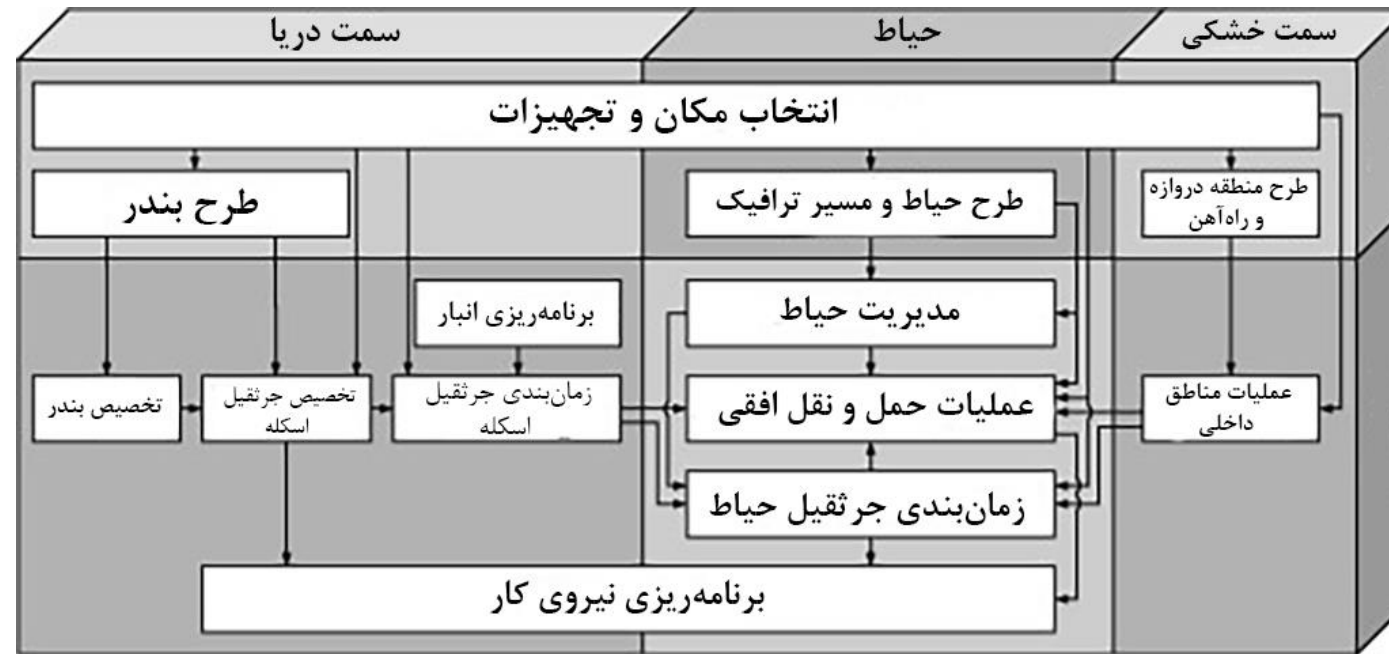 سمت خشکی
حیاط
سمت دریا
انتخاب مکان و تجهیزات
طرح منطقه دروازه
و راه‌آهن
طرح حیاط و مسیر ترافیک
طرح بندر
مدیریت حیاط
برنامه‌ریزی انبار
عملیات مناطق
داخلی
عملیات حمل و نقل افقی
زمان‌بندی جرثقیل
اسکله
تخصیص جرثقیل
اسکله
تخصیص بندر
زمان‌بندی جرثقیل حیاط
برنامه‌ریزی نیروی کار